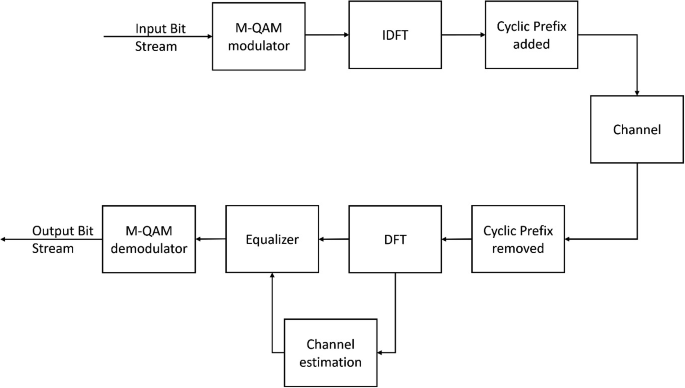 Input Bit
Stream
M-QAM
modulator
IDFT
Cyclic Prefix
added
Channel
Output Bit
Stream
M-QAM
demodulator
Equalizer
DFT
Cyclic Prefix
removed
Channel
estimation